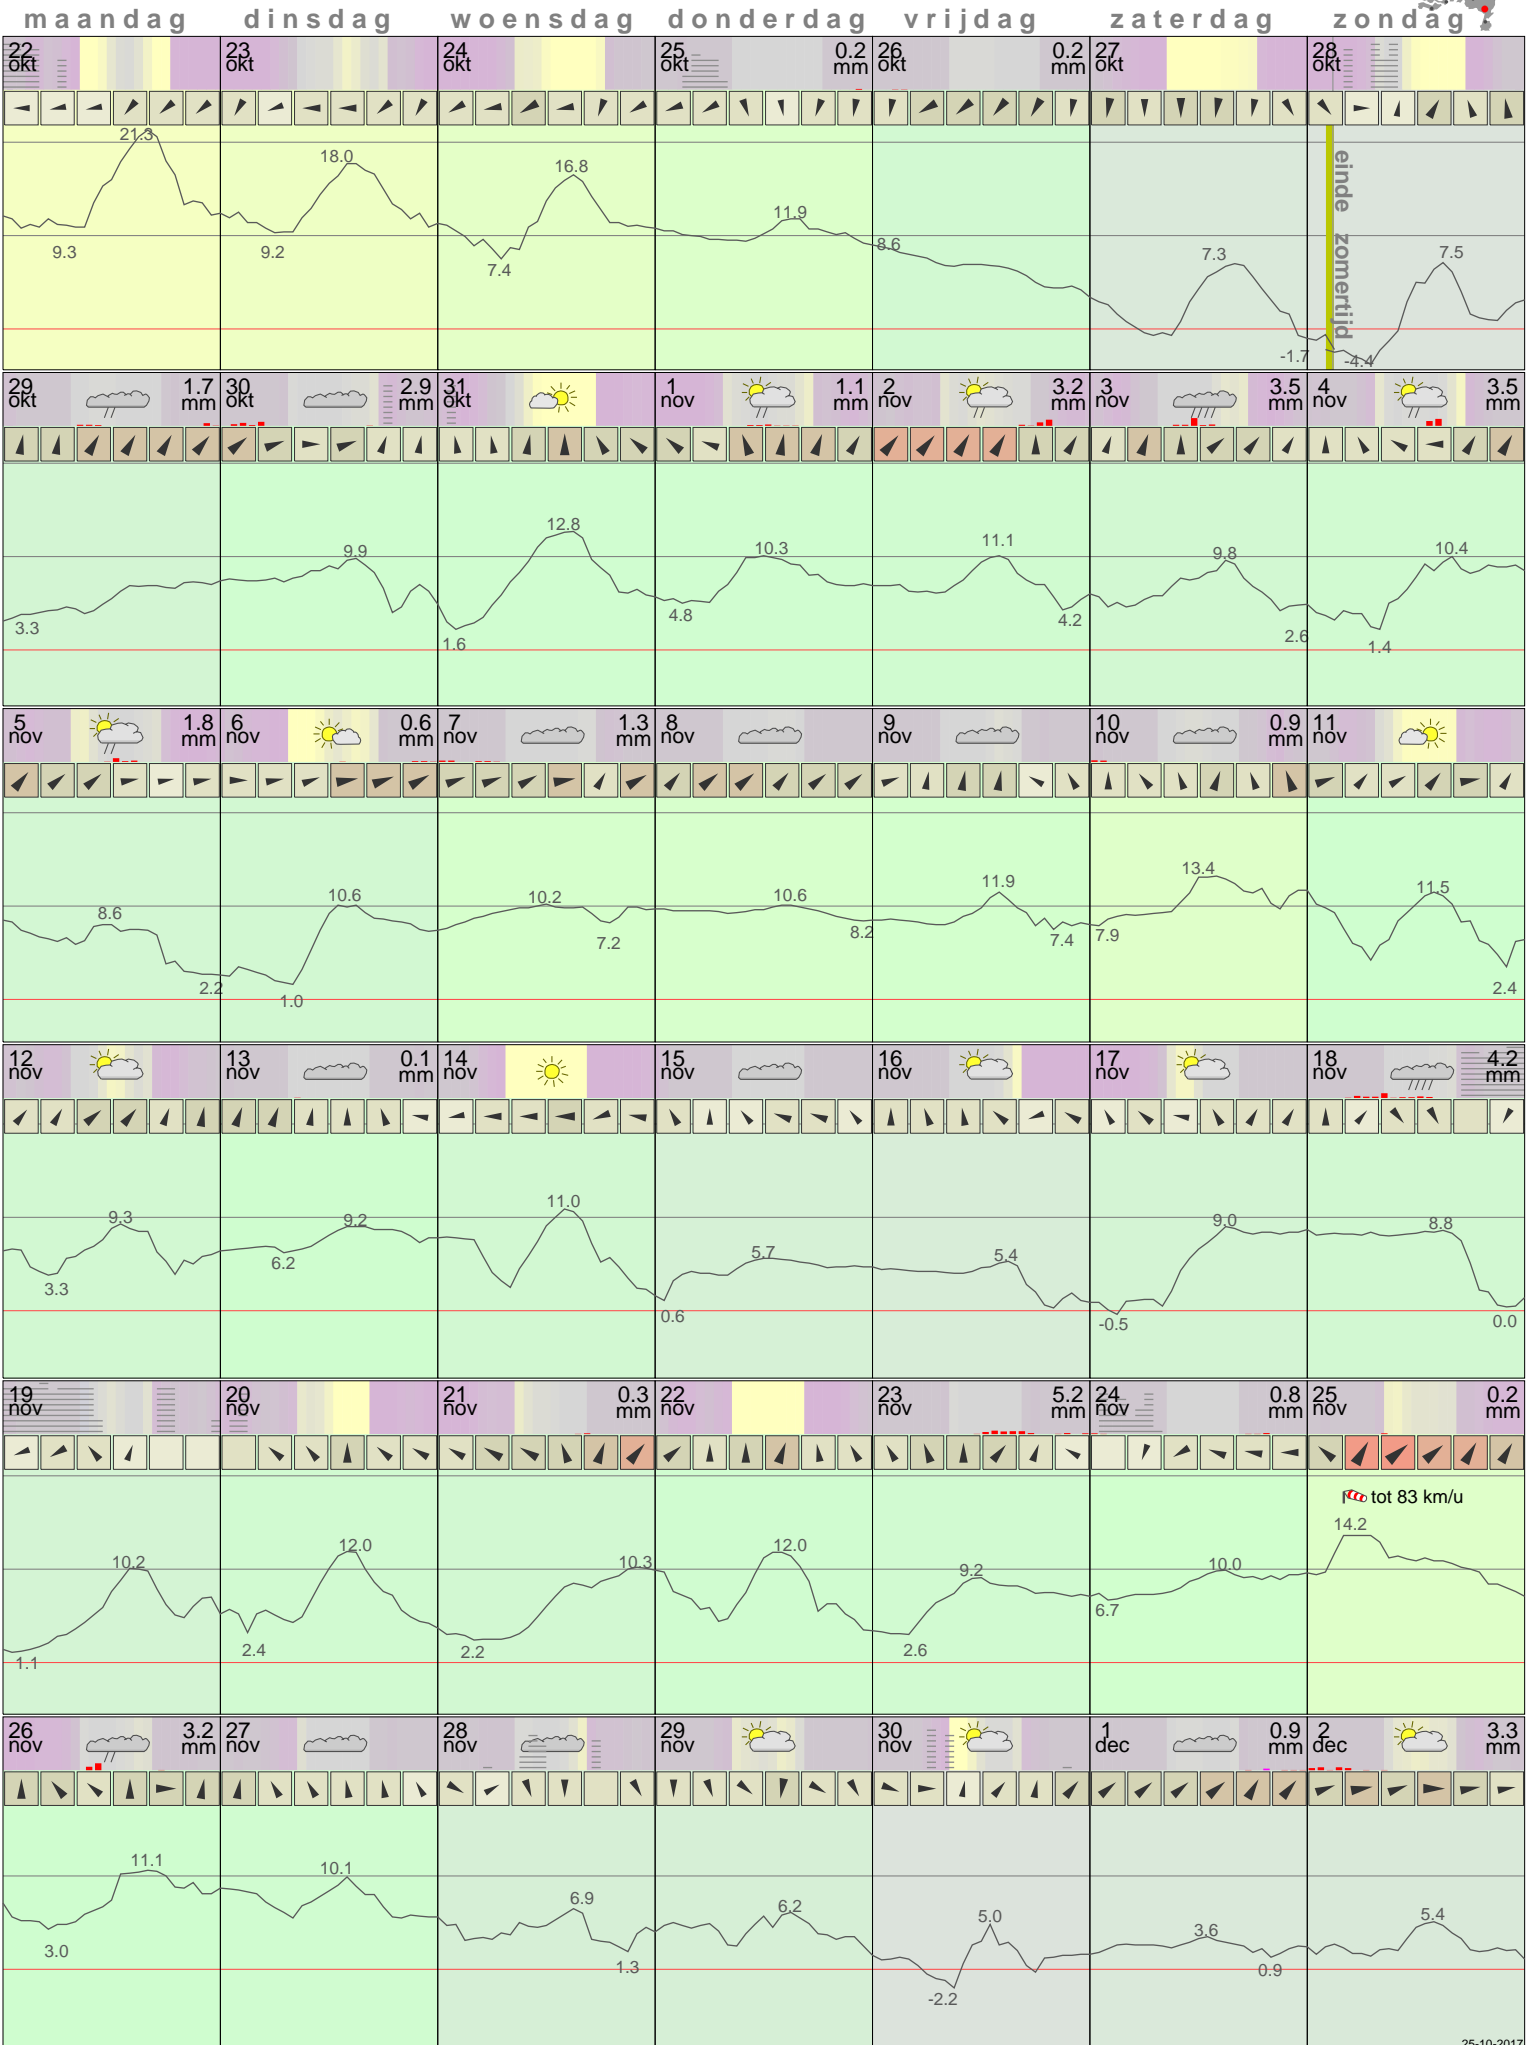 maandag dinsdag woensdag donderdag vrijdag zaterdag zondag
22 okt
23 okt
24 okt
25 okt 0.2 mm
26 okt 0.2 mm
27 okt
28 okt
21.3
9.3
18.0
9.2
16.8
7.4
11.9
8.6
7.3
-1.7
einde zomertijd
-4.4
7.5
29 okt 1.7 mm
30 okt 2.9 mm
31 okt
1 nov 1.1 mm
2 nov 3.2 mm
3 nov 3.5 mm
4 nov 3.5 mm
3.3
9.9
1.6
12.8
4.8
10.3
11.1
4.2
9.8
2.6
1.4
10.4
5 nov 1.8 mm
6 nov 0.6 mm
7 nov 1.3 mm
8 nov
9 nov
10 nov 0.9 mm
11 nov
8.6
2.2
1.0
10.6
10.2
7.2
10.6
8.2
11.9
7.4
7.9
13.4
11.5
2.4
12 nov
13 nov 0.1 mm
14 nov
15 nov
16 nov
17 nov
18 nov 4.2 mm
3.3
9.3
6.2
9.2
11.0
0.6
5.7
5.4
-0.5
9.0
8.8
0.0
19 nov
20 nov
21 nov 0.3 mm
22 nov
23 nov 5.2 mm
24 nov 0.8 mm
25 nov 0.2 mm
tot 83 km/u
1.1
10.2
2.4
12.0
2.2
10.3
12.0
2.6
9.2
6.7
10.0
14.2
26 nov 3.2 mm
27 nov
28 nov
29 nov
30 nov
1 dec 0.9 mm
2 dec 3.3 mm
3.0
11.1
10.1
6.9
1.3
6.2
-2.2
5.0
3.6
0.9
5.4
25-10-2017